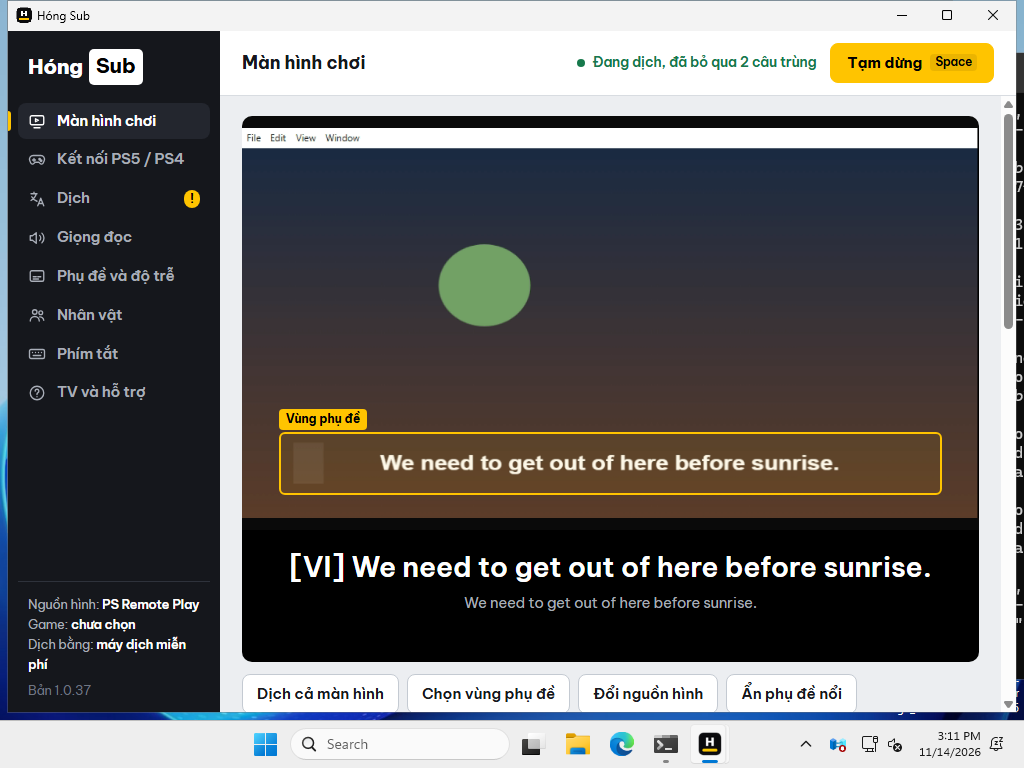 Hóng Sub
Hóng Sub
Màn hình chơi
Kết nối PS5 / PS4
Dịch
!
Giọng đọc
Phụ đề và độ trễ
Nhân vật
Phím tắt
TV và hỗ trợ
Nguồn hình: PS Remote Play
Game: chưa chọn
Dịch bằng: máy dịch miễn
phí
Bản 1.0.37
Màn hình chơi
Đang dịch, đã bỏ qua 2 câu trùng
Tạm dừng Space
File Edit View Window
Vùng phụ đề
We need to get out of here before sunrise.
[VI] We need to get out of here before sunrise.
We need to get out of here before sunrise.
Dịch cả màn hình
Chọn vùng phụ đề
Đổi nguồn hình
Ẩn phụ đề nổi
Search
3:11 PM
11/14/2026